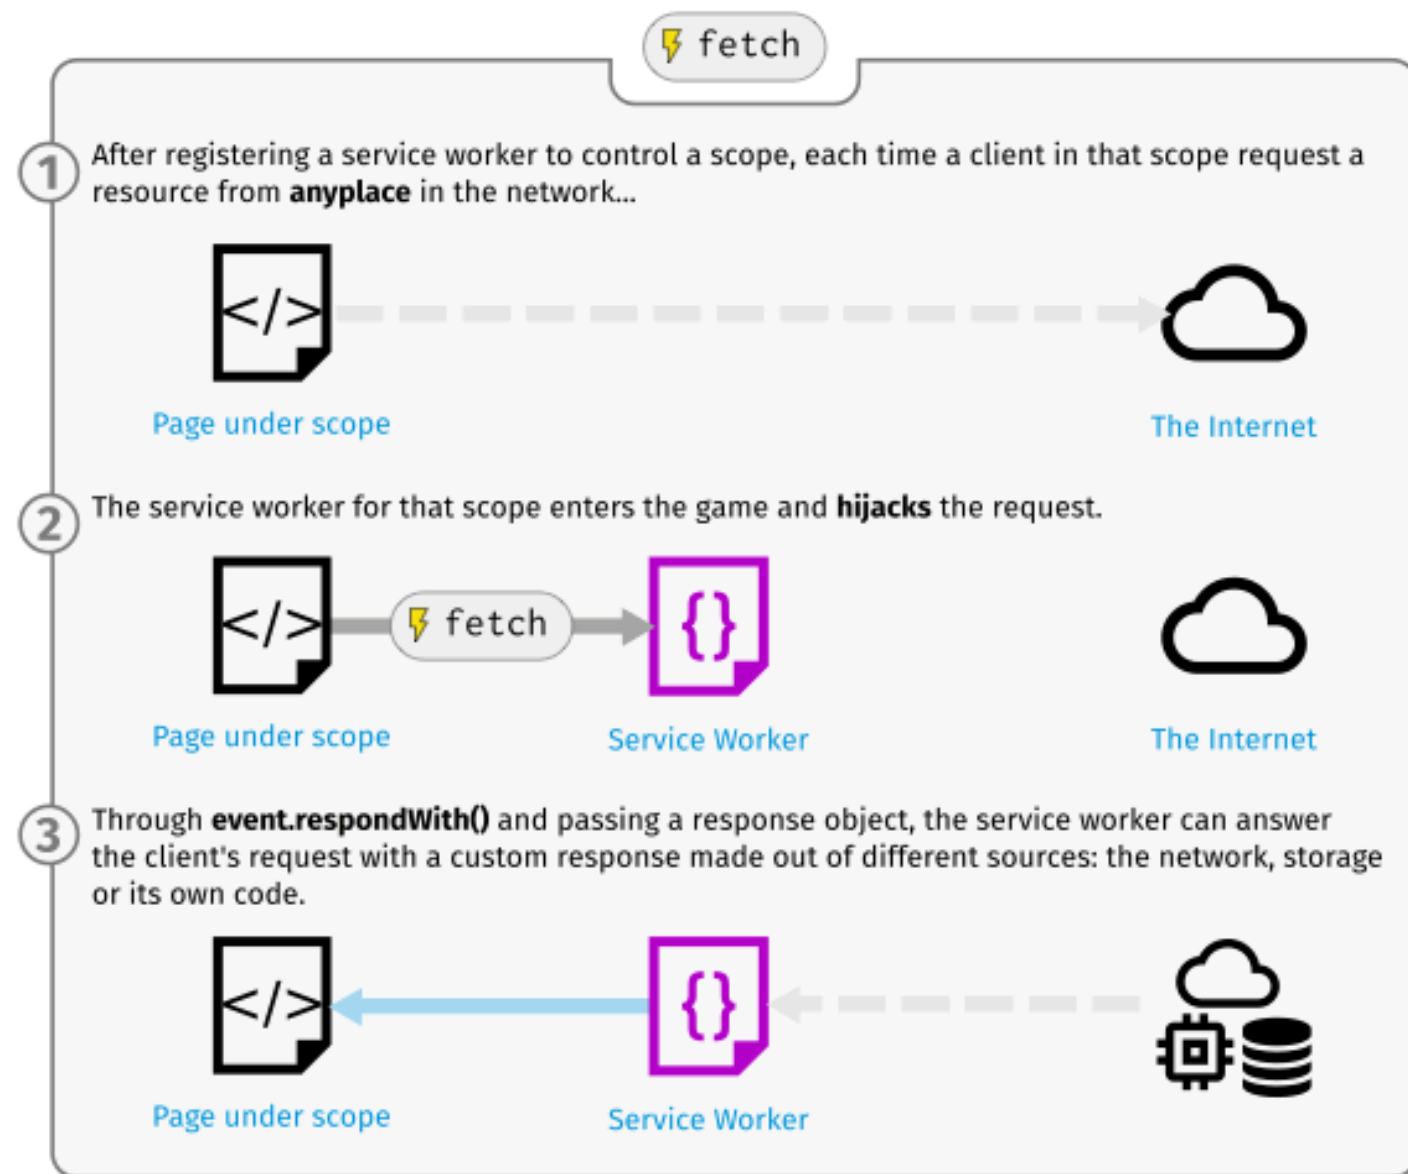 fetch
1
After registering a service worker to control a scope, each time a client in that scope request a
resource from anyplace in the network...
</>
Page under scope
The Internet
2
The service worker for that scope enters the game and hijacks the request.
</>
fetch
{}
Page under scope
Service Worker
The Internet
3
Through event.respondWith() and passing a response object, the service worker can answer
the client's request with a custom response made out of different sources: the network, storage
or its own code.
</>
{}
Page under scope
Service Worker